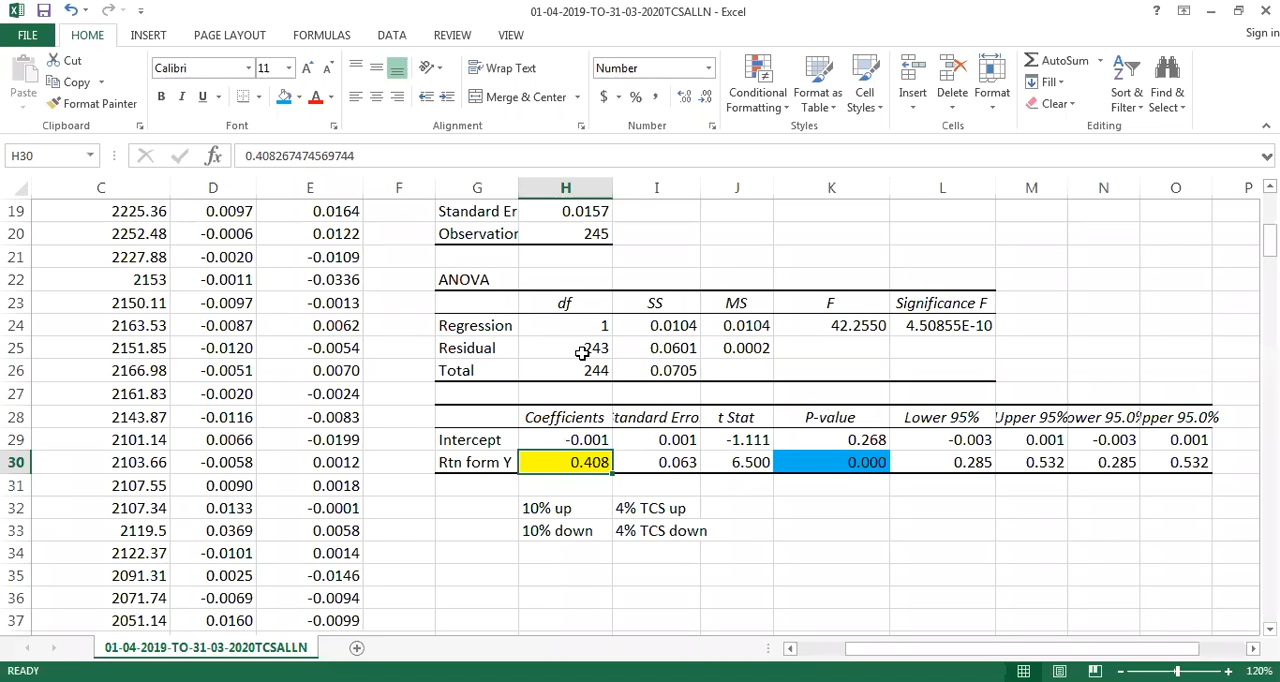 01-04-2019-TO-31-03-2020TCSALLN - Excel
FILE HOME INSERT PAGE LAYOUT FORMULAS DATA REVIEW VIEW Sign in
Paste Cut Copy Format Painter Calibri 11 B I U Wrap Text Merge & Center Number $ % , Conditional Formatting Format as Table Cell Styles Insert Delete Format AutoSum Fill Clear Sort & Filter Find & Select
Clipboard Font Alignment Number Styles Cells Editing
H30 fx 0.408267474569744
C D E F G H I J K L M N O P
19 2225.36 0.0097 0.0164 Standard Er 0.0157
20 2252.48 -0.0006 0.0122 Observation 245
21 2227.88 -0.0020 -0.0109
22 2153 -0.0011 -0.0336 ANOVA
23 2150.11 -0.0097 -0.0013 df SS MS F Significance F
24 2163.53 -0.0087 0.0062 Regression 1 0.0104 0.0104 42.2550 4.50855E-10
25 2151.85 -0.0120 -0.0054 Residual 243 0.0601 0.0002
26 2166.98 -0.0051 0.0070 Total 244 0.0705
27 2161.83 -0.0020 -0.0024
28 2143.87 -0.0116 -0.0083 Coefficients tandard Erro t Stat P-value Lower 95% Upper 95% ower 95.0% pper 95.0%
29 2101.14 0.0066 -0.0199 Intercept -0.001 0.001 -1.111 0.268 -0.003 0.001 -0.003 0.001
30 2103.66 -0.0058 0.0012 Rtn form Y 0.408 0.063 6.500 0.000 0.285 0.532 0.285 0.532
31 2107.55 0.0090 0.0018
32 2107.34 0.0133 -0.0001 10% up 4% TCS up
33 2119.5 0.0369 0.0058 10% down 4% TCS down
34 2122.37 -0.0101 0.0014
35 2091.31 0.0025 -0.0146
36 2071.74 -0.0069 -0.0094
37 2051.14 0.0160 -0.0099
01-04-2019-TO-31-03-2020TCSALLN
READY 120%